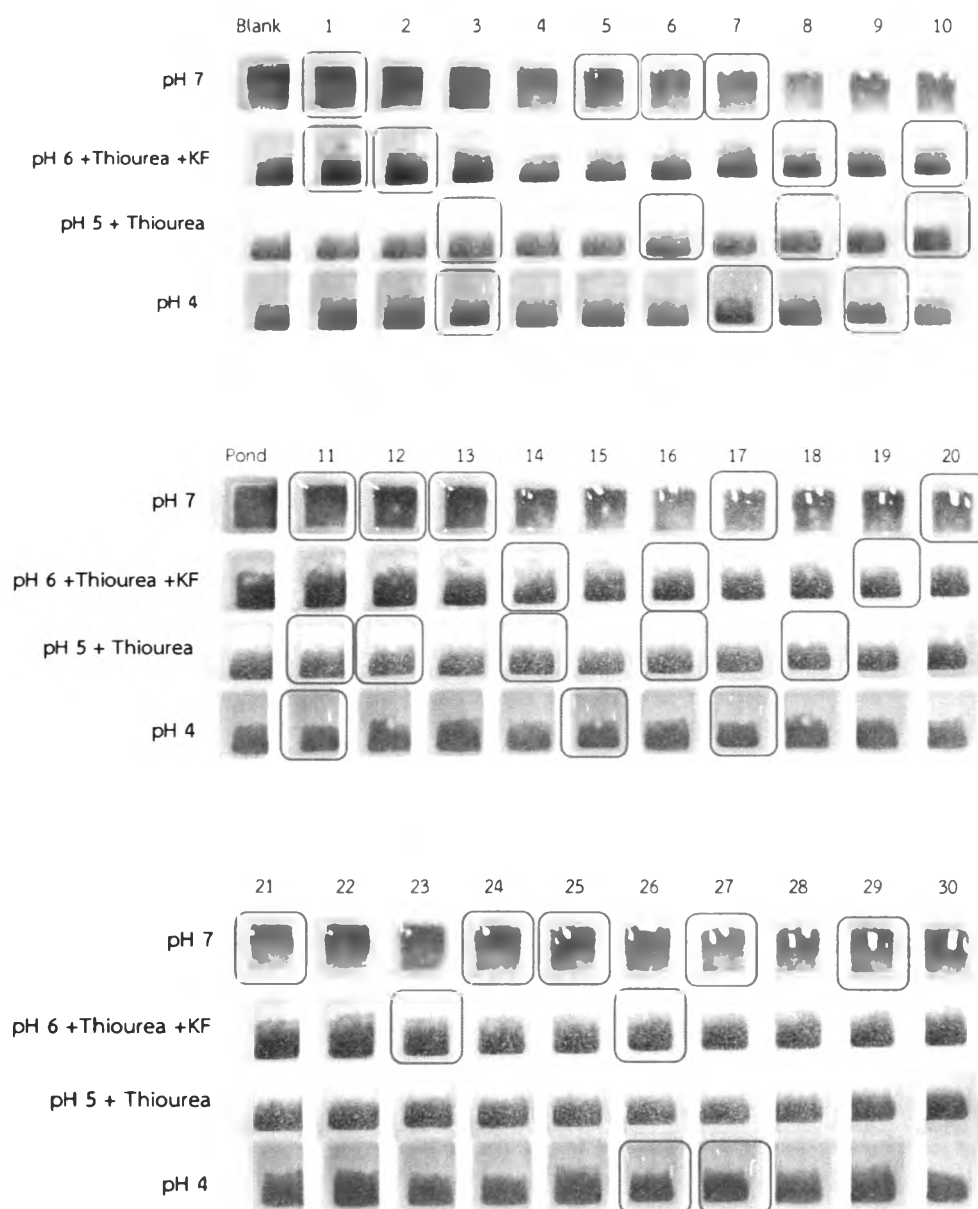 Blank 1 2 3 4 5 6 7 8 9 10
pH 7
pH 6 +Thiourea +KF
pH 5 + Thiourea
pH 4
Pond 11 12 13 14 15 16 17 18 19 20
pH 7
pH 6 +Thiourea +KF
pH 5 + Thiourea
pH 4
21 22 23 24 25 26 27 28 29 30
pH 7
pH 6 +Thiourea +KF
pH 5 + Thiourea
pH 4